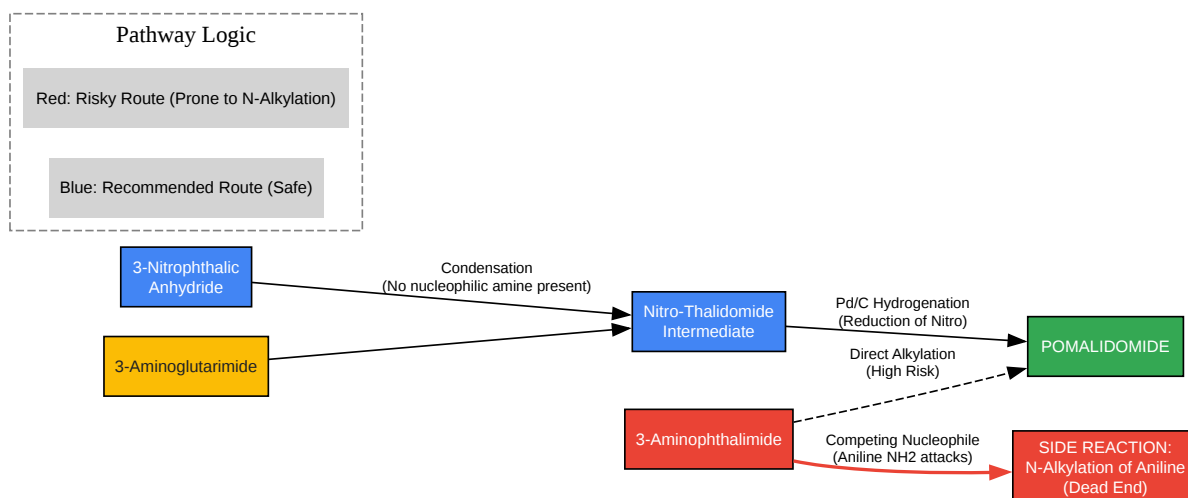 Pathway Logic
Red: Risky Route (Prone to N-Alkylation)
Blue: Recommended Route (Safe)
3-Nitrophthalic
Anhydride
Condensation
(No nucleophilic amine present)
3-Aminoglutarimide
Nitro-Thalidomide
Intermediate
Pd/C Hydrogenation
(Reduction of Nitro)
POMALIDOMIDE
Direct Alkylation
(High Risk)
3-Aminophthalimide
Competing Nucleophile
(Aniline NH2 attacks)
SIDE REACTION:
N-Alkylation of Aniline
(Dead End)